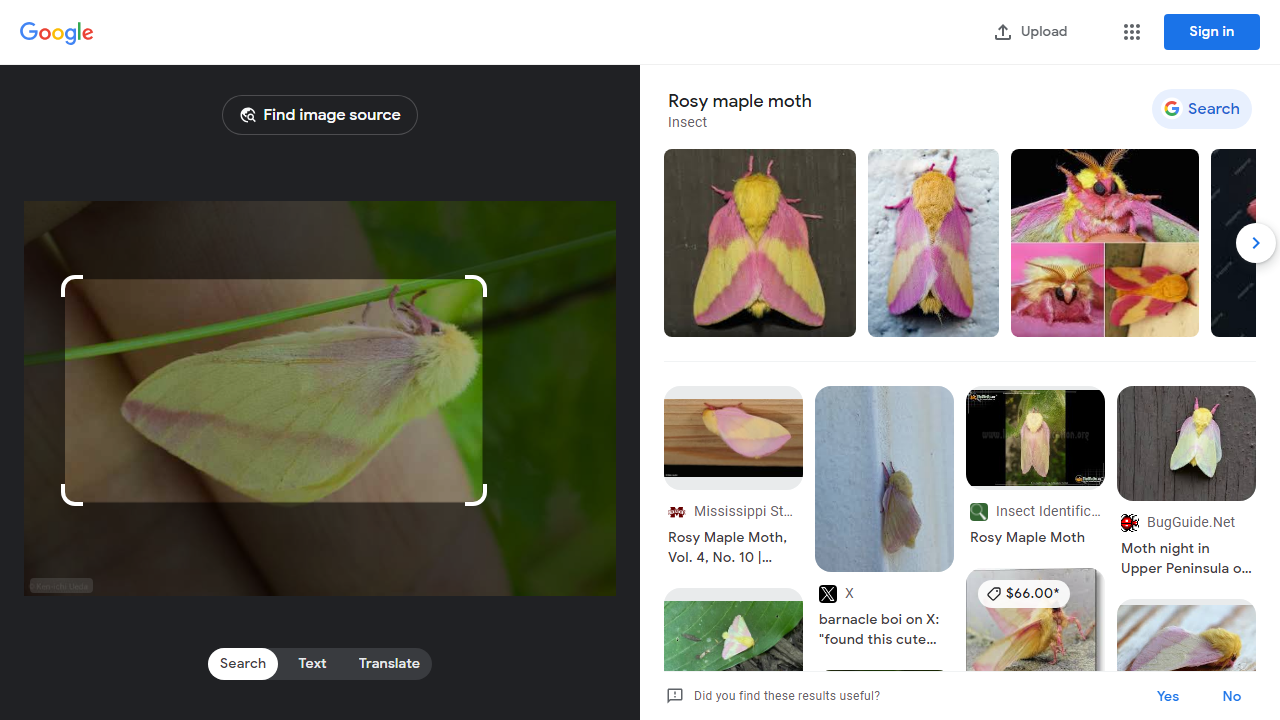 Google
Upload
Sign in
Find image source
Rosy maple moth
Insect
Search
Mississippi St...
Rosy Maple Moth,
Vol. 4, No. 10 |...
X
barnacle boi on X:
"found this cute...
Insect Identific...
Rosy Maple Moth
$66.00*
BugGuide.Net
Moth night in
Upper Peninsula o...
Search
Text
Translate
Did you find these results useful?
Yes
No